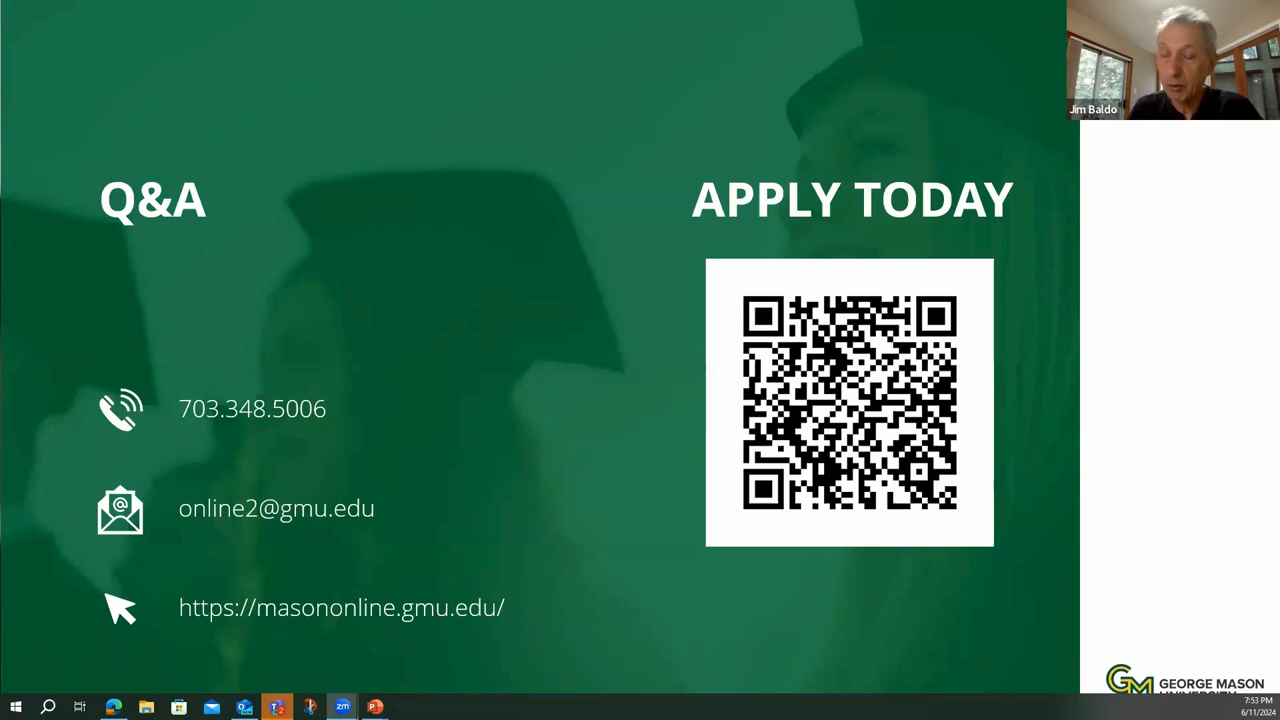 Jim Baldo
Q&A
APPLY TODAY
703.348.5006
online2@gmu.edu
https://masononline.gmu.edu/
GEORGE MASON
UNIVERSITY
7:53 PM
6/11/2024